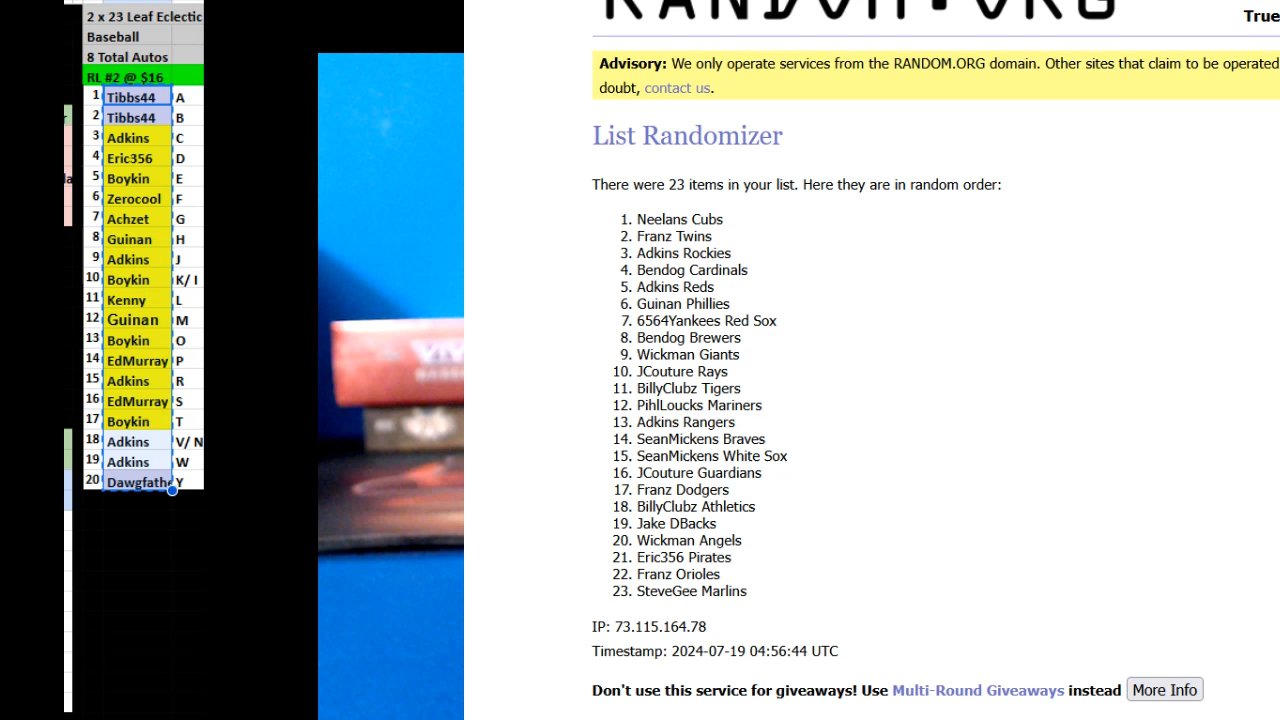 2 x 23 Leaf Eclectic
Baseball
8 Total Autos
RL #2 @ $16
1 Tibbs44 A
2 Tibbs44 B
3 Adkins C
4 Eric356 D
5 Boykin E
6 Zerocool F
7 Achzet G
8 Guinan H
9 Adkins J
10 Boykin K/ I
11 Kenny L
12 Guinan M
13 Boykin O
14 EdMurray P
15 Adkins R
16 EdMurray S
17 Boykin T
18 Adkins V/ N
19 Adkins W
20 Dawgfathe Y
RANDOM.ORG
True
Advisory: We only operate services from the RANDOM.ORG domain. Other sites that claim to be operated
doubt, contact us.
List Randomizer
There were 23 items in your list. Here they are in random order:
1. Neelans Cubs
2. Franz Twins
3. Adkins Rockies
4. Bendog Cardinals
5. Adkins Reds
6. Guinan Phillies
7. 6564Yankees Red Sox
8. Bendog Brewers
9. Wickman Giants
10. JCouture Rays
11. BillyClubz Tigers
12. PihlLoucks Mariners
13. Adkins Rangers
14. SeanMickens Braves
15. SeanMickens White Sox
16. JCouture Guardians
17. Franz Dodgers
18. BillyClubz Athletics
19. Jake DBacks
20. Wickman Angels
21. Eric356 Pirates
22. Franz Orioles
23. SteveGee Marlins
IP: 73.115.164.78
Timestamp: 2024-07-19 04:56:44 UTC
Don't use this service for giveaways! Use Multi-Round Giveaways instead More Info